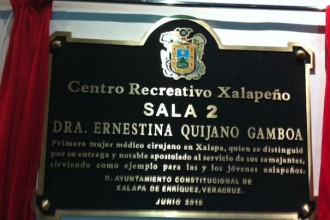 Centro Recreativo Xalapeño
SALA 2
DRA. ERNESTINA QUIJANO GAMBOA
Primera mujer médico cirujano en Xalapa, quien se distinguió
por su entrega y notable apostolado al servicio de sus semejantes,
sirviendo como ejemplo para las y los jóvenes xalapeños.
H. AYUNTAMIENTO CONSTITUCIONAL DE
XALAPA DE ENRÍQUEZ, VERACRUZ.
JUNIO 2015